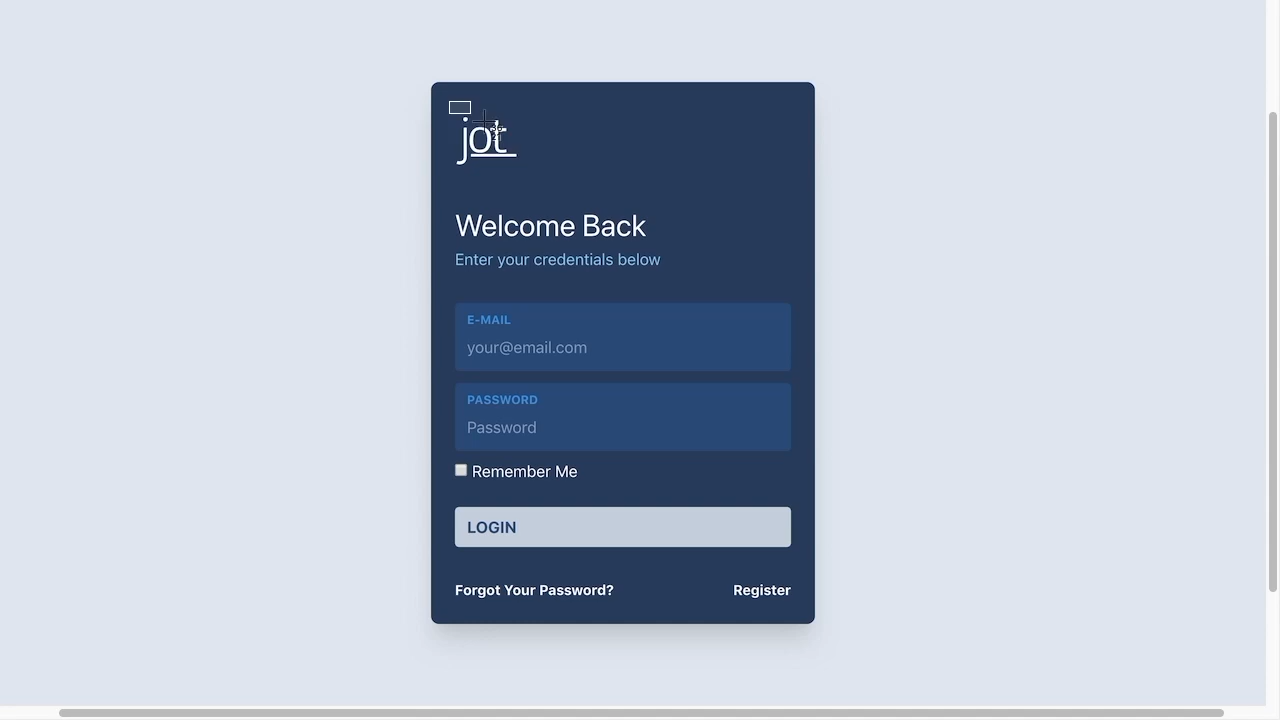 jot
Welcome Back
Enter your credentials below
E-MAIL
your@email.com
PASSWORD
Password
Remember Me
LOGIN
Forgot Your Password?
Register